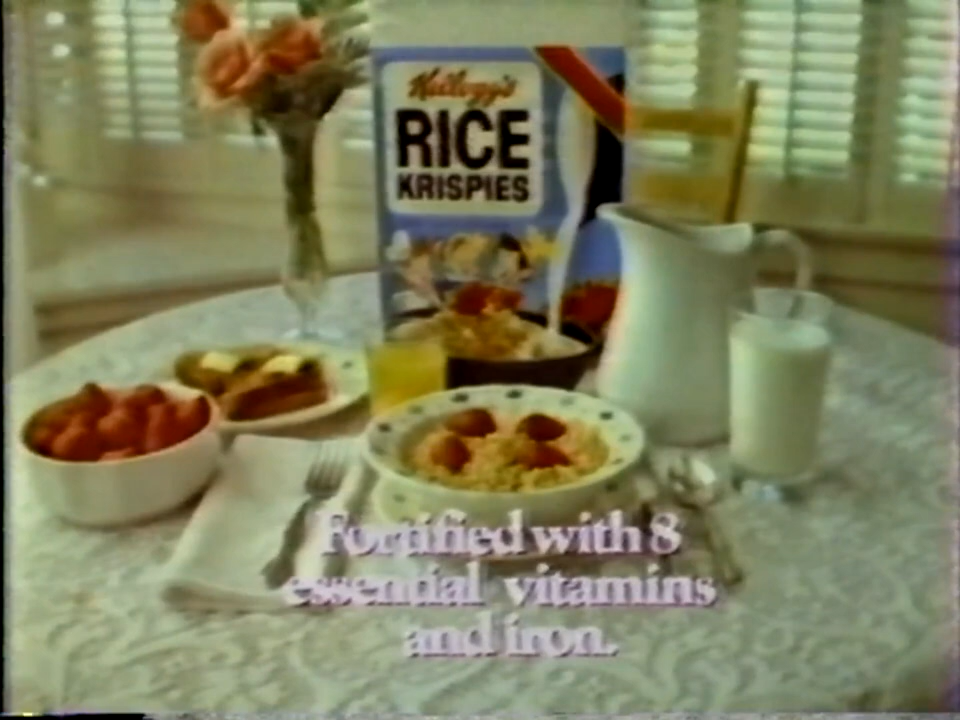 Kellogg's
RICE
KRISPIES
Fortified with 8
essential vitamins
and iron.